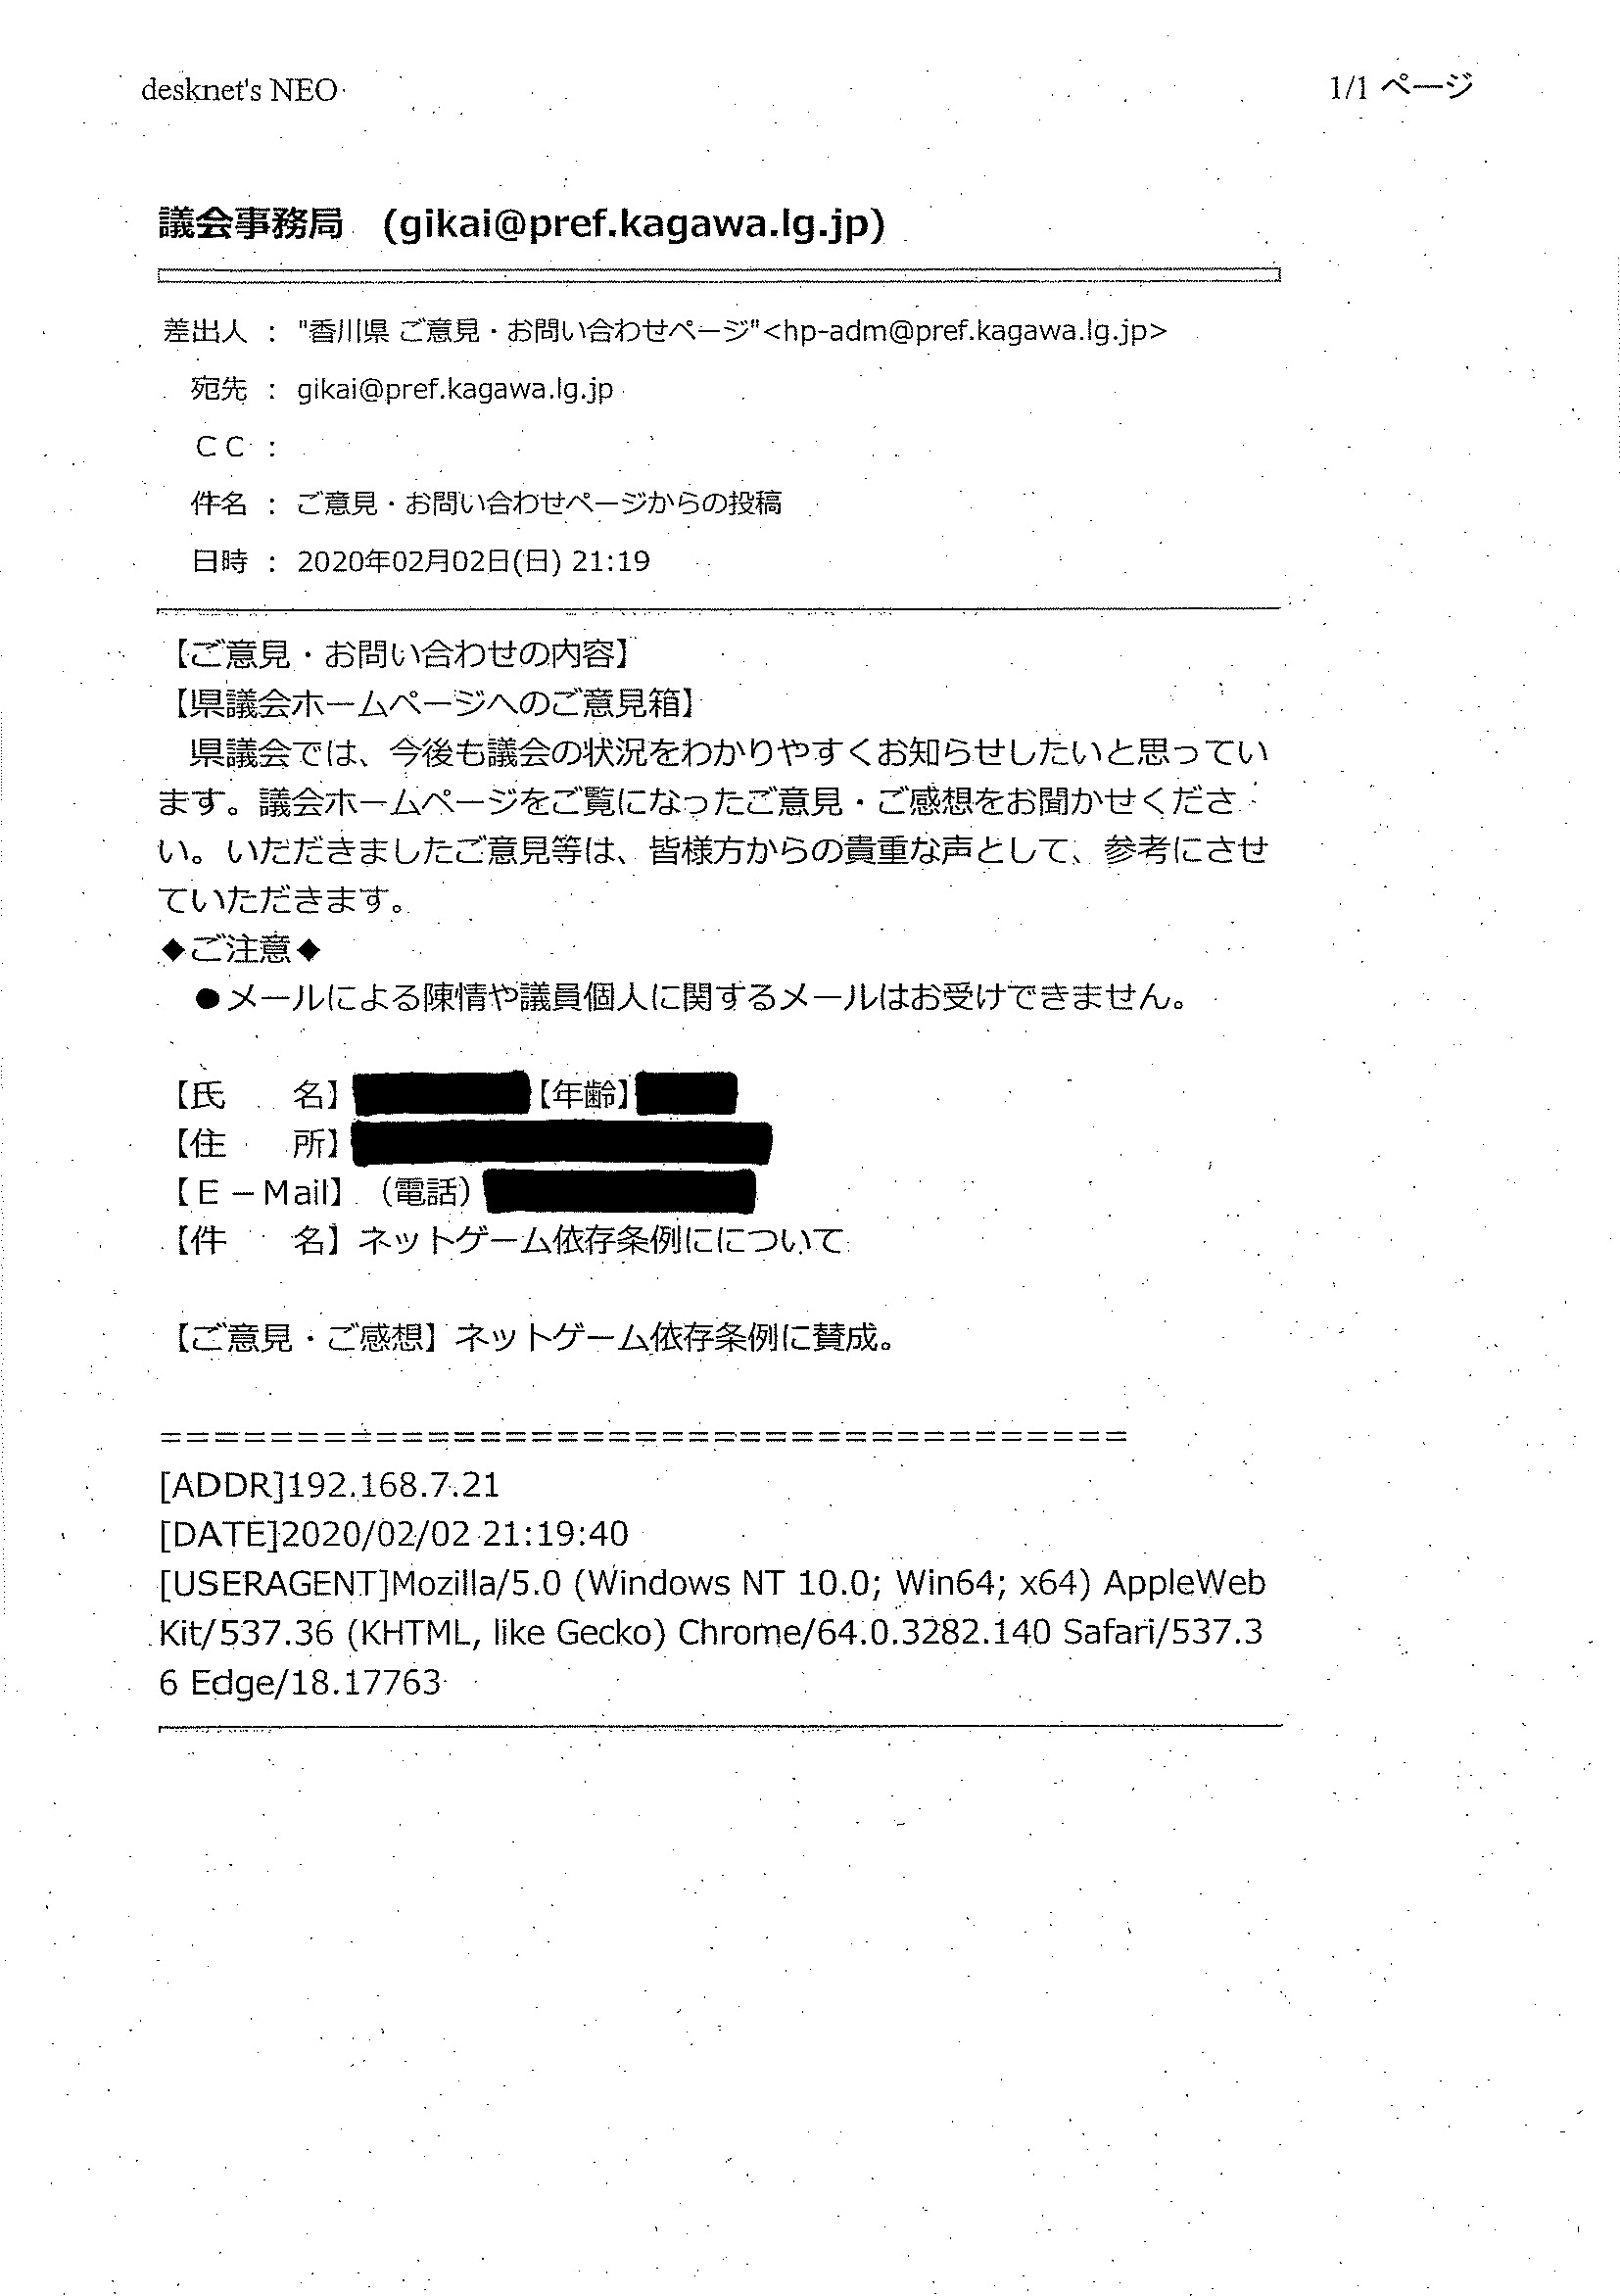 desknet's NEO
1/1 ページ
議会事務局 (gikai@pref.kagawa.lg.jp)
差出人 : "香川県 ご意見・お問い合わせページ"<hp-adm@pref.kagawa.lg.jp>
宛先 : gikai@pref.kagawa.lg.jp
CC :
件名 : ご意見・お問い合わせページからの投稿
日時 : 2020年02月02日(日) 21:19
【ご意見・お問い合わせの内容】
【県議会ホームページへのご意見箱】
県議会では、今後も議会の状況をわかりやすくお知らせしたいと思ってい
ます。議会ホームページをご覧になったご意見・ご感想をお聞かせくださ
い。いただきましたご意見等は、皆様方からの貴重な声として、参考にさせ
ていただきます。
◆ご注意◆
●メールによる陳情や議員個人に関するメールはお受けできません。
【氏　　名】【年齢】
【住　　所】
【E－Mail】（電話）
【件　　名】ネットゲーム依存条例にについて
【ご意見・ご感想】ネットゲーム依存条例に賛成。
=====================================
[ADDR]192.168.7.21
[DATE]2020/02/02 21:19:40
[USERAGENT]Mozilla/5.0 (Windows NT 10.0; Win64; x64) AppleWeb
Kit/537.36 (KHTML, like Gecko) Chrome/64.0.3282.140 Safari/537.3
6 Edge/18.17763